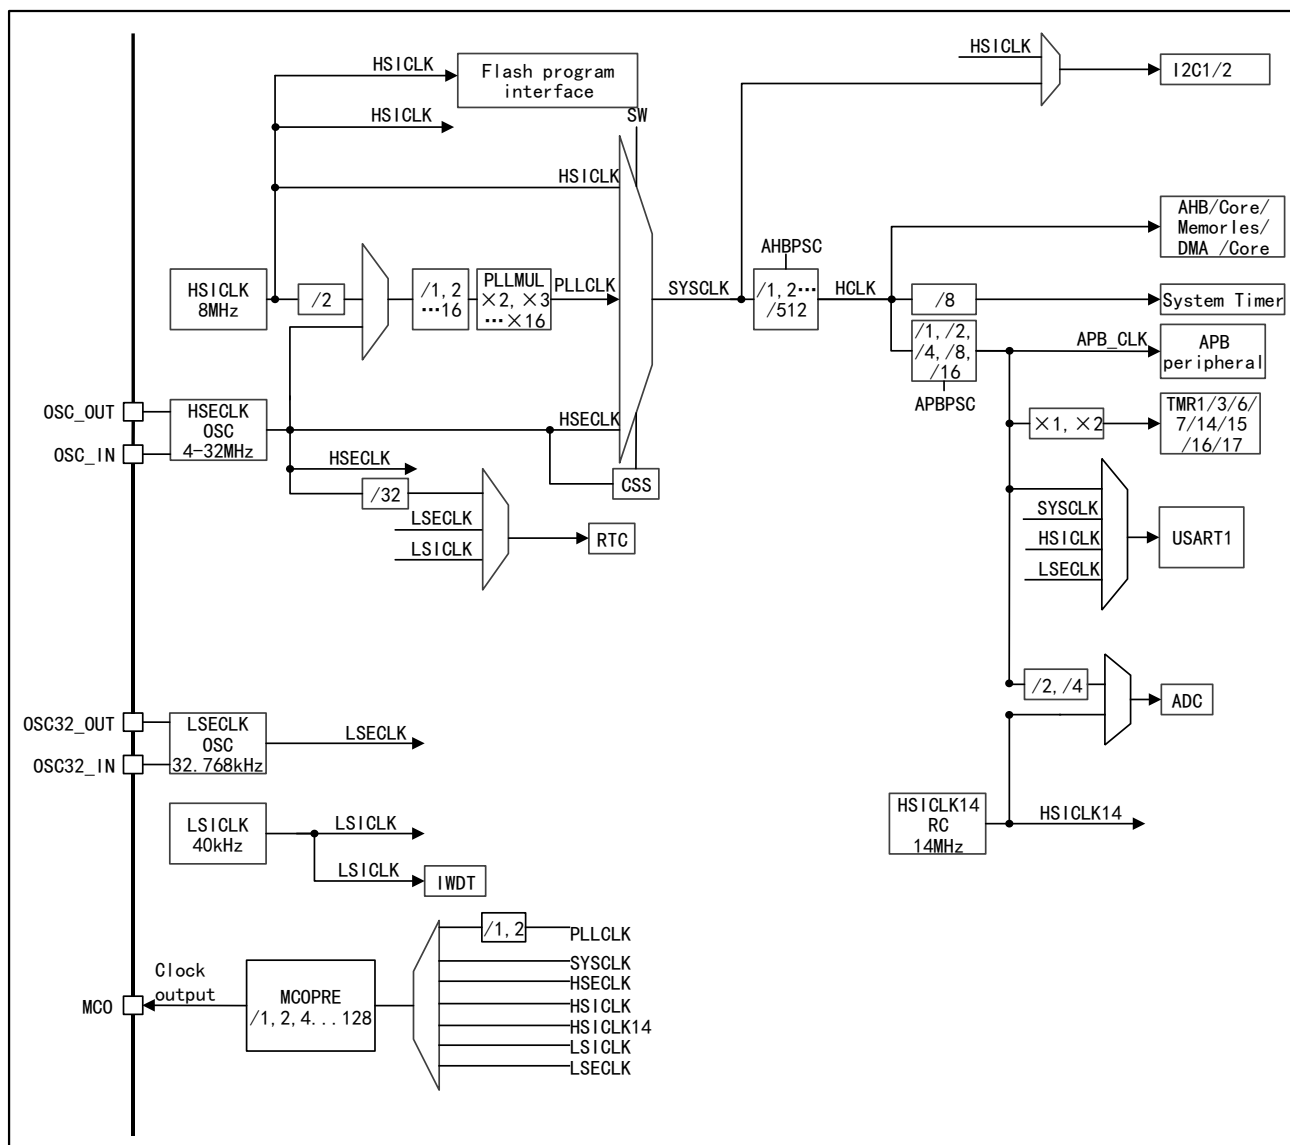 HSICLK
Flash program
interface
HSICLK
SW
HSICLK
HSICLK
8MHz
/2
/1, 2
…16
PLLMUL
×2, ×3
…×16
PLLCLK
SYSCLK
AHBPSC
/1, 2…
/512
HCLK
HSICLK
I2C1/2
AHB/Core/
Memorles/
DMA /Core
/8
System Timer
/1, /2,
/4, /8,
/16
APBPSC
APB_CLK
APB
peripheral
×1, ×2
TMR1/3/6/
7/14/15
/16/17
OSC_OUT
OSC_IN
HSECLK
OSC
4-32MHz
HSECLK
HSECLK
/32
CSS
LSECLK
LSICLK
RTC
SYSCLK
HSICLK
LSECLK
USART1
/2, /4
ADC
OSC32_OUT
OSC32_IN
LSECLK
OSC
32.768kHz
LSECLK
HSICLK14
RC
14MHz
HSICLK14
LSICLK
40kHz
LSICLK
LSICLK
IWDT
MCO
Clock
output
MCOPRE
/1, 2, 4...128
/1, 2
PLLCLK
SYSCLK
HSECLK
HSICLK
HSICLK14
LSICLK
LSECLK